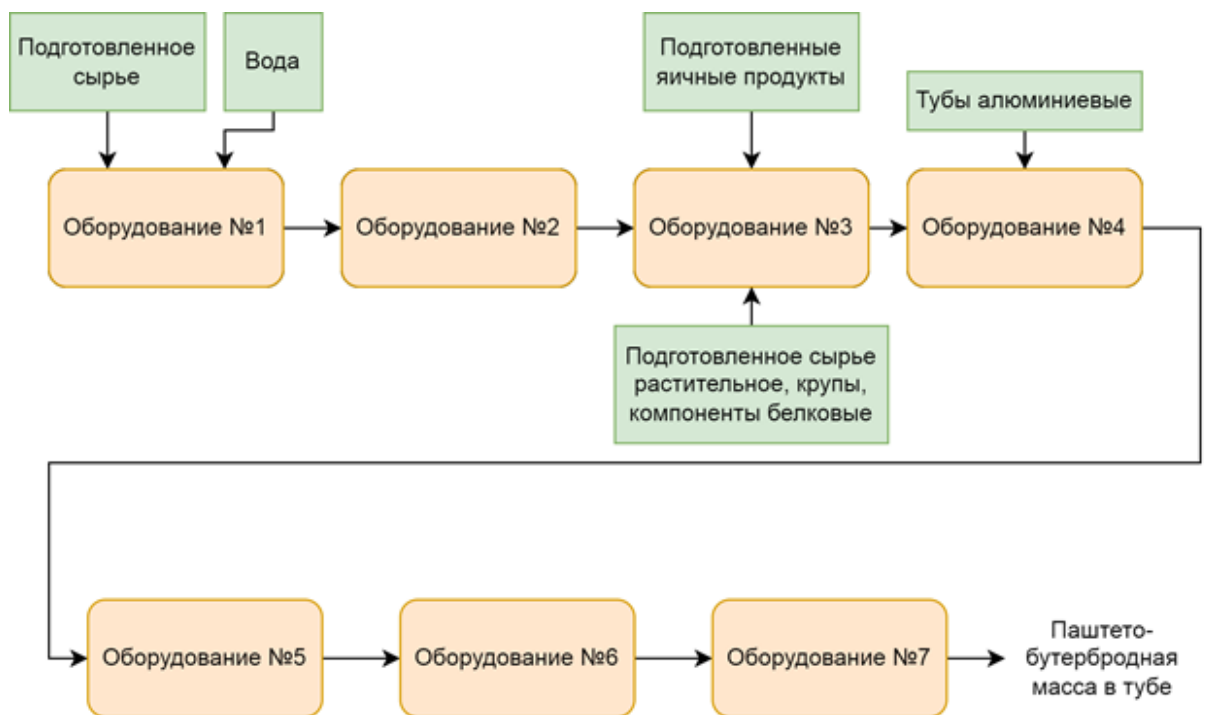 Подготовленное
сырье
Вода
Подготовленные
яичные продукты
Тубы алюминиевые
Оборудование №1
Оборудование №2
Оборудование №3
Оборудование №4
Подготовленное сырье
растительное, крупы,
компоненты белковые
Оборудование №5
Оборудование №6
Оборудование №7
Паштето-
бутербродная
масса в тубе